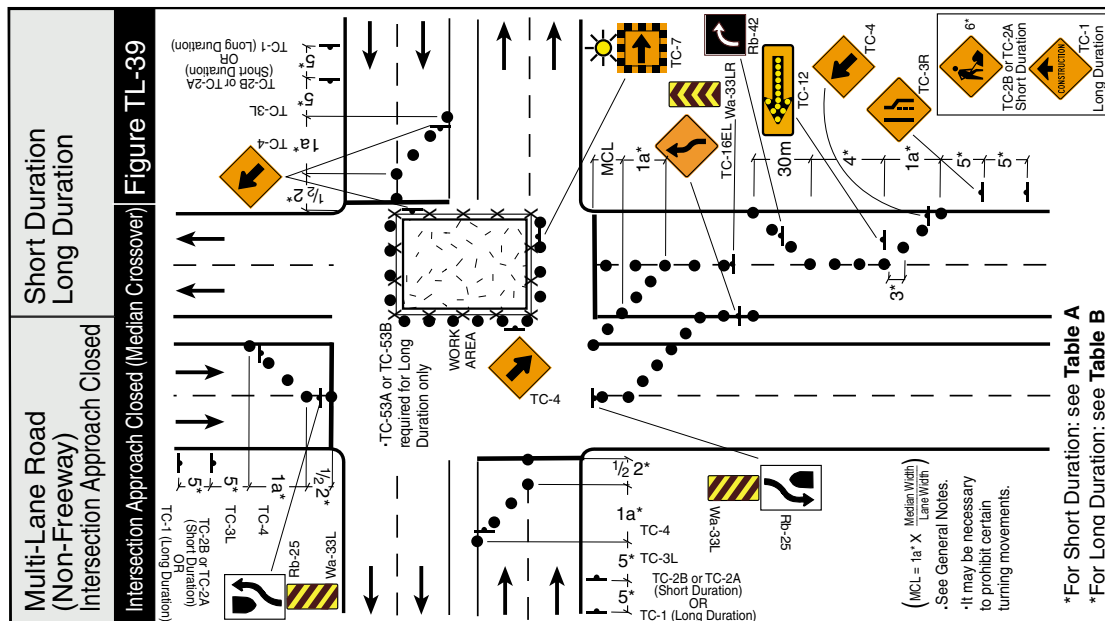 Multi-Lane Road
(Non-Freeway)
Intersection Approach Closed
Short Duration
Long Duration
Intersection Approach Closed (Median Crossover)
Figure TL-39
5*
5*
1a*
1/2 2*
TC-1 (Long Duration)
OR
TC-2B or TC-2A
(Short Duration)
TC-3L
TC-4
Rb-25
Wa-33L
TC-1
(Long Duration)
OR
TC-2B or TC-2A
(Short Duration)
TC-3L
TC-4
5*
5*
1a*
1/2 2*
•TC-53A or TC-53B
required for Long
Duration only
WORK
AREA
TC-4
TC-7
Rb-42
Wa-33LR
TC-16EL
TC-12
TC-4
TC-3R
MCL
1a*
30m
4*
1a*
5*
5*
3*
6*
TC-2B or TC-2A
Short Duration
CONSTRUCTION
TC-1
Long Duration
1/2 2*
1a*
5*
5*
TC-4
TC-3L
TC-2B or TC-2A
(Short Duration)
OR
TC-1 (Long Duration)
Wa-33L
Rb-25
(MCL = 1a* X Median Width
Lane Width)
.See General Notes.
•It may be necessary
to prohibit certain
turning movements.
*For Short Duration: see Table A
*For Long Duration: see Table B